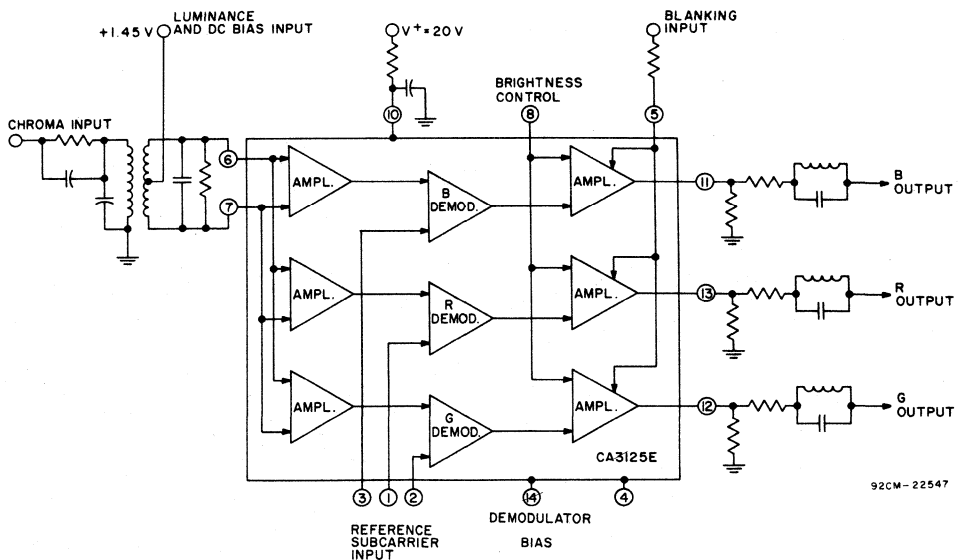 LUMINANCE
AND DC BIAS INPUT
+1.45 V
V+ = 20 V
BLANKING
INPUT
BRIGHTNESS
CONTROL
10
8
5
CHROMA INPUT
6
7
AMPL.
B
DEMOD.
AMPL.
11
B
OUTPUT
AMPL.
R
DEMOD.
AMPL.
13
R
OUTPUT
AMPL.
G
DEMOD.
AMPL.
12
G
OUTPUT
CA3125E
92CM-22547
3
1
2
14
4
REFERENCE
SUBCARRIER
INPUT
DEMODULATOR
BIAS